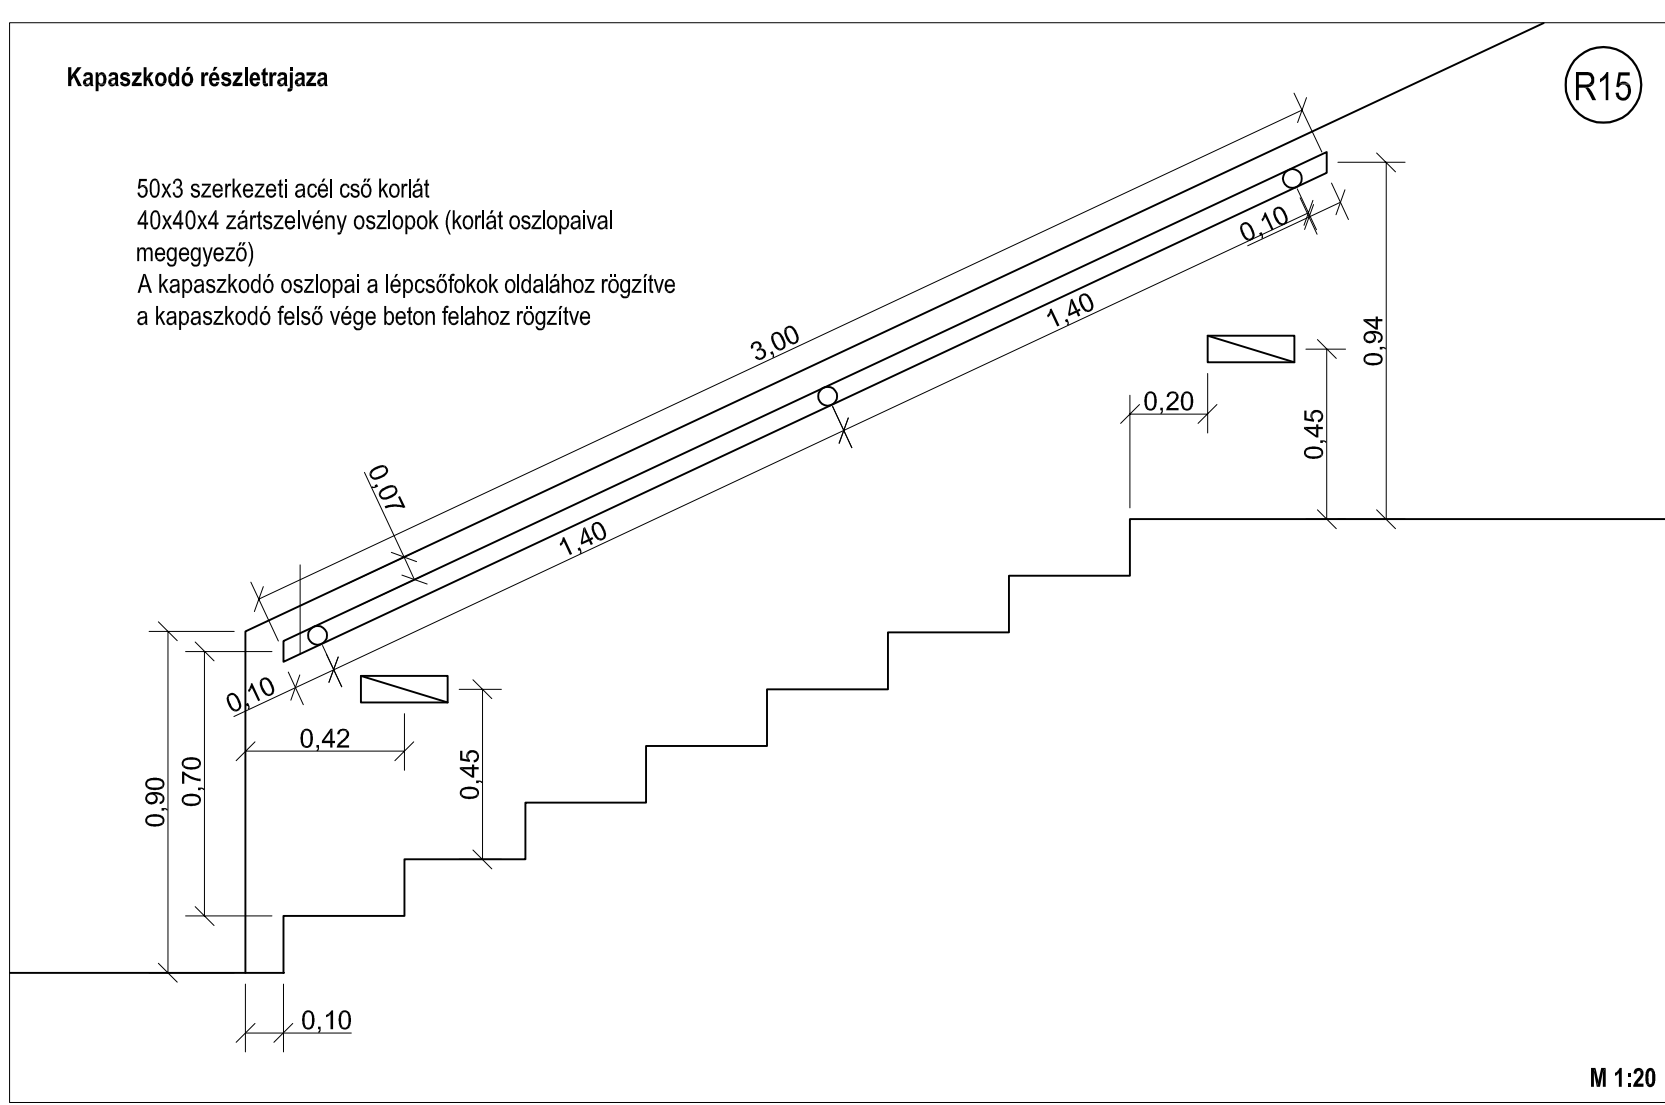 Kapaszkodó részletrajaza
R15
50x3 szerkezeti acél cső korlát
40x40x4 zártszelvény oszlopok (korlát oszlopaival
megegyező)
A kapaszkodó oszlopai a lépcsőfokok oldalához rögzítve
a kapaszkodó felső vége beton felahoz rögzítve
0,10
3,00
1,40
0,94
0,20
0,45
0,07
1,40
0,10
0,42
0,45
0,70
0,90
0,10
M 1:20